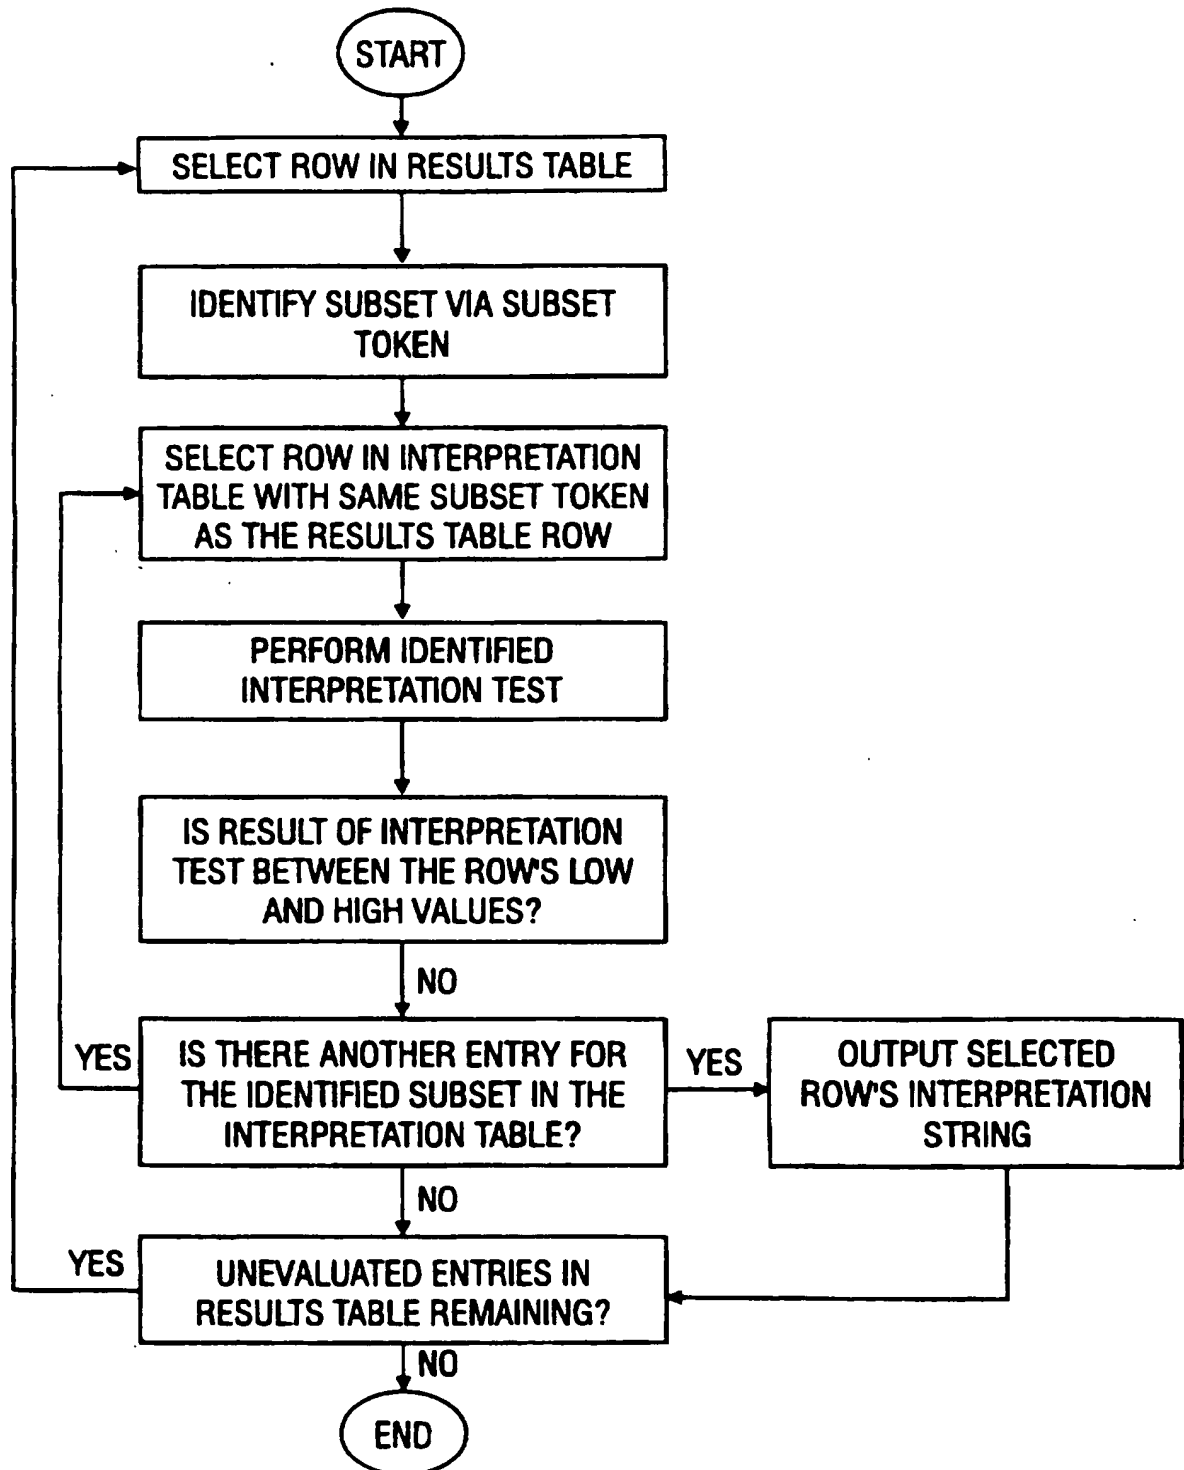 START
SELECT ROW IN RESULTS TABLE
IDENTIFY SUBSET VIA SUBSET
TOKEN
SELECT ROW IN INTERPRETATION
TABLE WITH SAME SUBSET TOKEN
AS THE RESULTS TABLE ROW
PERFORM IDENTIFIED
INTERPRETATION TEST
IS RESULT OF INTERPRETATION
TEST BETWEEN THE ROW'S LOW
AND HIGH VALUES?
NO
YES
IS THERE ANOTHER ENTRY FOR
THE IDENTIFIED SUBSET IN THE
INTERPRETATION TABLE?
YES
OUTPUT SELECTED
ROW'S INTERPRETATION
STRING
NO
YES
UNEVALUATED ENTRIES IN
RESULTS TABLE REMAINING?
NO
END